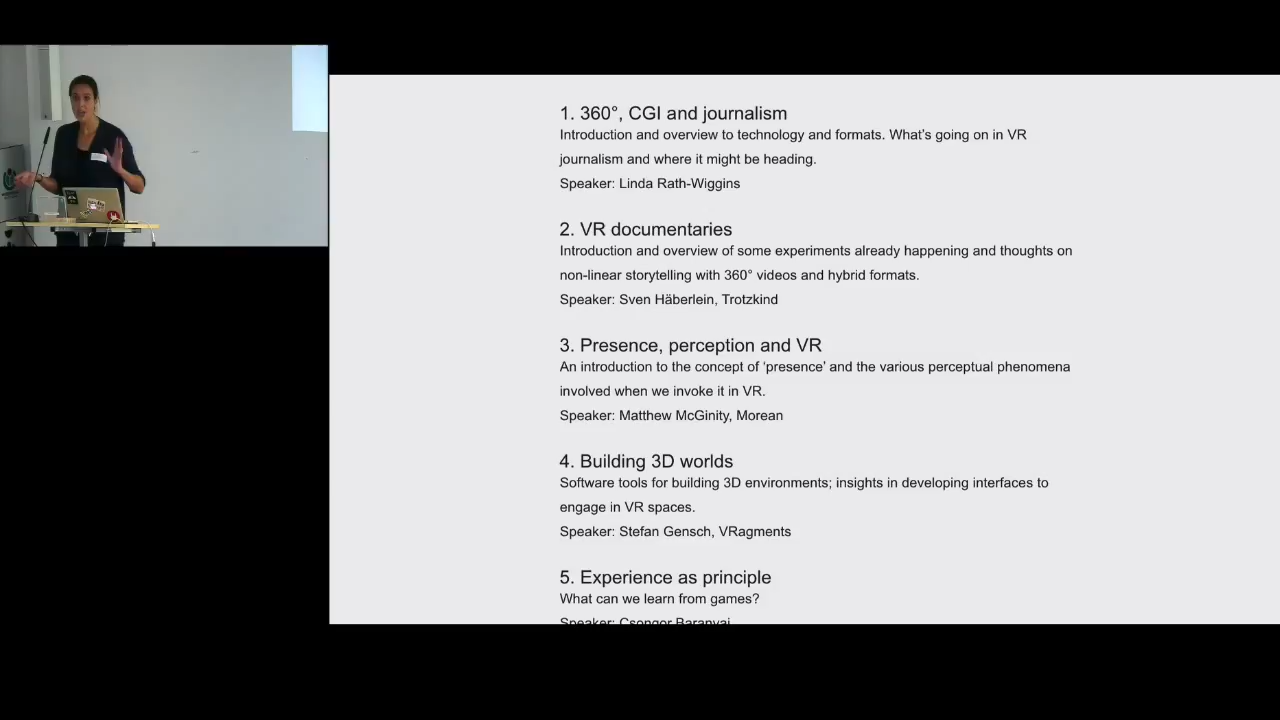 1. 360°, CGI and journalism
Introduction and overview to technology and formats. What’s going on in VR
journalism and where it might be heading.
Speaker: Linda Rath-Wiggins
2. VR documentaries
Introduction and overview of some experiments already happening and thoughts on
non-linear storytelling with 360° videos and hybrid formats.
Speaker: Sven Häberlein, Trotzkind
3. Presence, perception and VR
An introduction to the concept of ‘presence’ and the various perceptual phenomena
involved when we invoke it in VR.
Speaker: Matthew McGinity, Morean
4. Building 3D worlds
Software tools for building 3D environments; insights in developing interfaces to
engage in VR spaces.
Speaker: Stefan Gensch, VRagments
5. Experience as principle
What can we learn from games?
Speaker: Csongor Baranyai